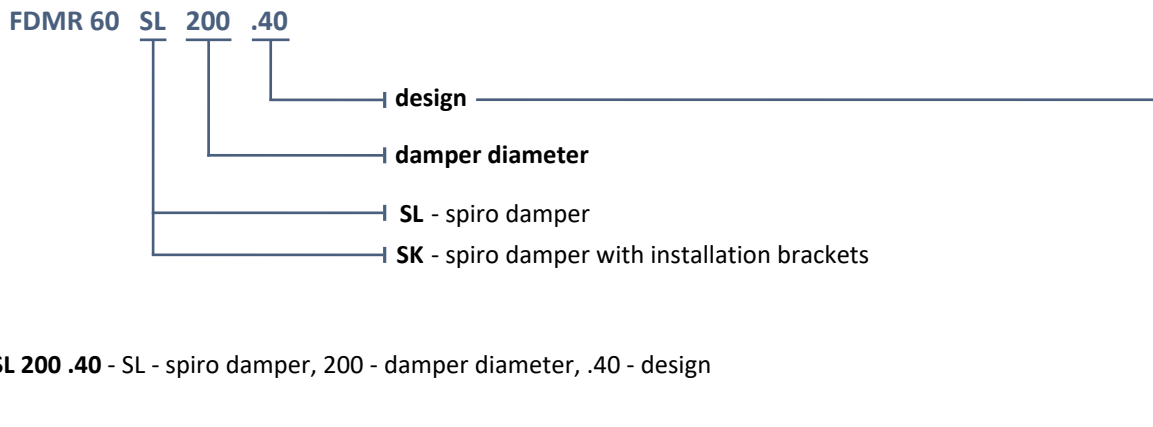 FDMR 60 SL 200 .40
design
damper diameter
SL - spiro damper
SK - spiro damper with installation brackets
SL 200 .40 - SL - spiro damper, 200 - damper diameter, .40 - design